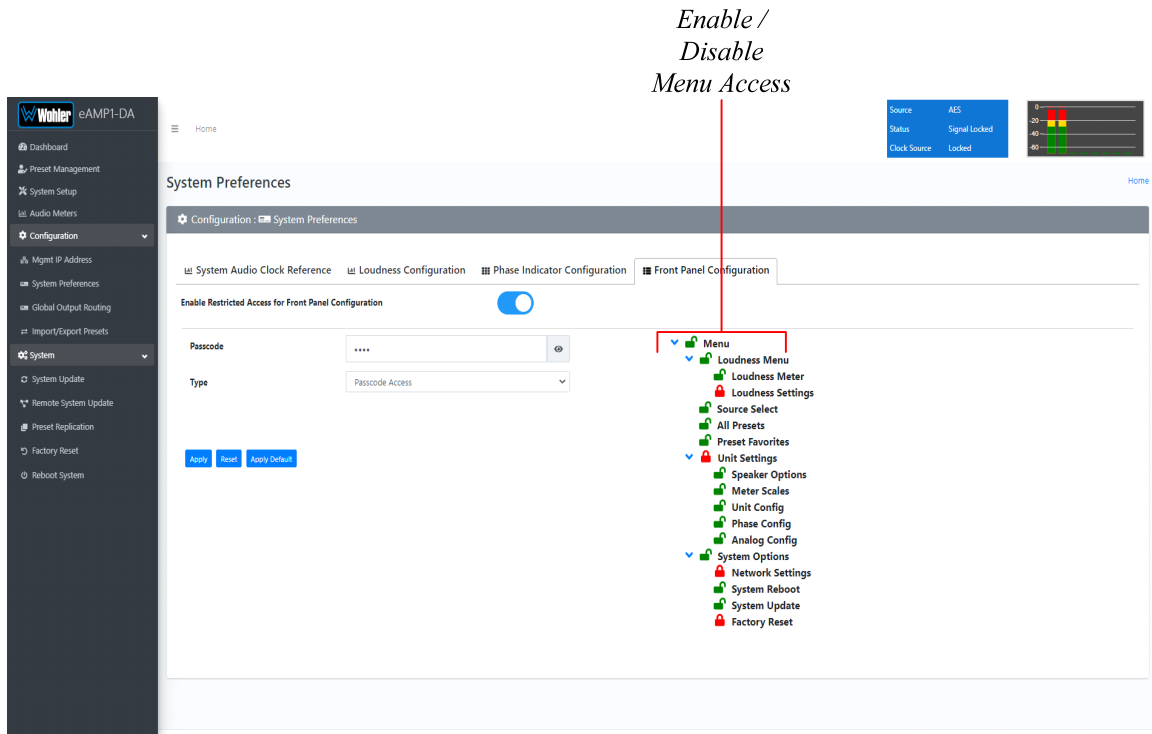 Enable /
Disable
Menu Access
Wohler eAMP1-DA
Dashboard
Preset Management
System Setup
Audio Meters
Configuration
Mgmt IP Address
System Preferences
Global Output Routing
Import/Export Presets
System
System Update
Remote System Update
Preset Replication
Factory Reset
Reboot System
Home
Source AES
Status Signal Locked
Clock Source Locked
0
-20
-40
-60
System Preferences
Home
Configuration : System Preferences
System Audio Clock Reference Loudness Configuration Phase Indicator Configuration Front Panel Configuration
Enable Restricted Access for Front Panel Configuration
Passcode ••••
Type Passcode Access
Apply Reset Apply Default
Menu
Loudness Menu
Loudness Meter
Loudness Settings
Source Select
All Presets
Preset Favorites
Unit Settings
Speaker Options
Meter Scales
Unit Config
Phase Config
Analog Config
System Options
Network Settings
System Reboot
System Update
Factory Reset